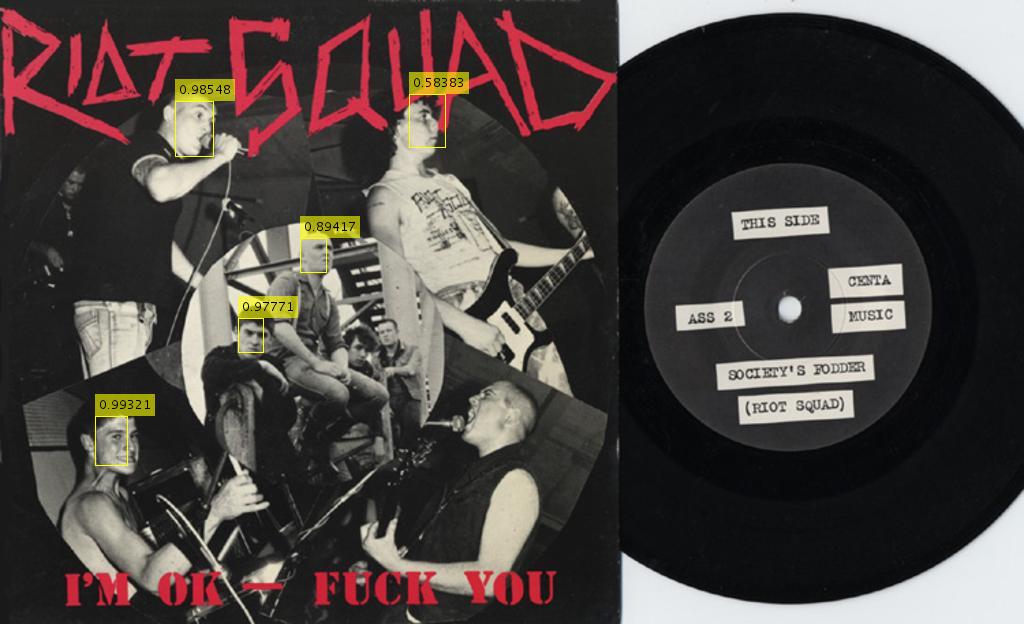 RIOT SQUAD
0.98548
0.58383
0.89417
0.97771
0.99321
I'M OK — FUCK YOU
THIS SIDE
CENTA
ASS 2
MUSIC
SOCIETY'S FODDER
(RIOT SQUAD)